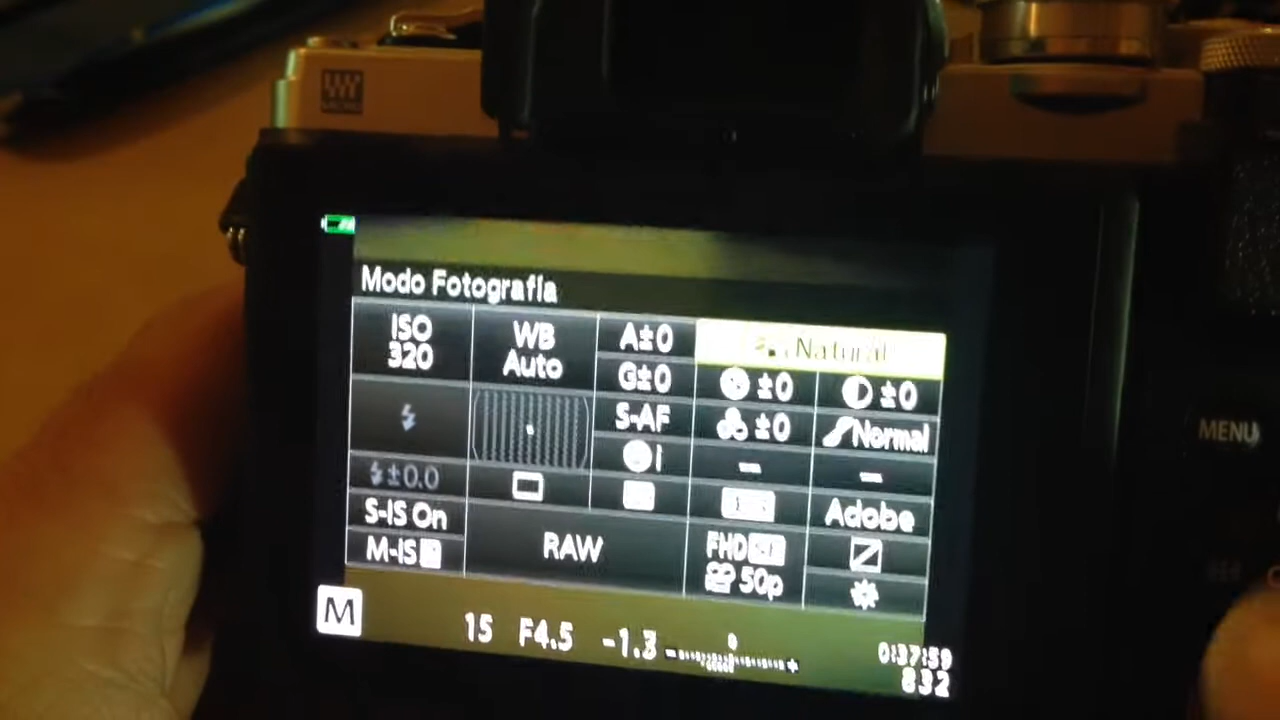 Modo Fotografía
ISO 320
WB Auto
A±0
Natural
G±0
±0
±0
S-AF
±0
Normal
i
±0.0
Adobe
S-IS On
RAW
FHD
M-IS
50p
M
15 F4.5 -1.3
0
0:37:59
832
MENU